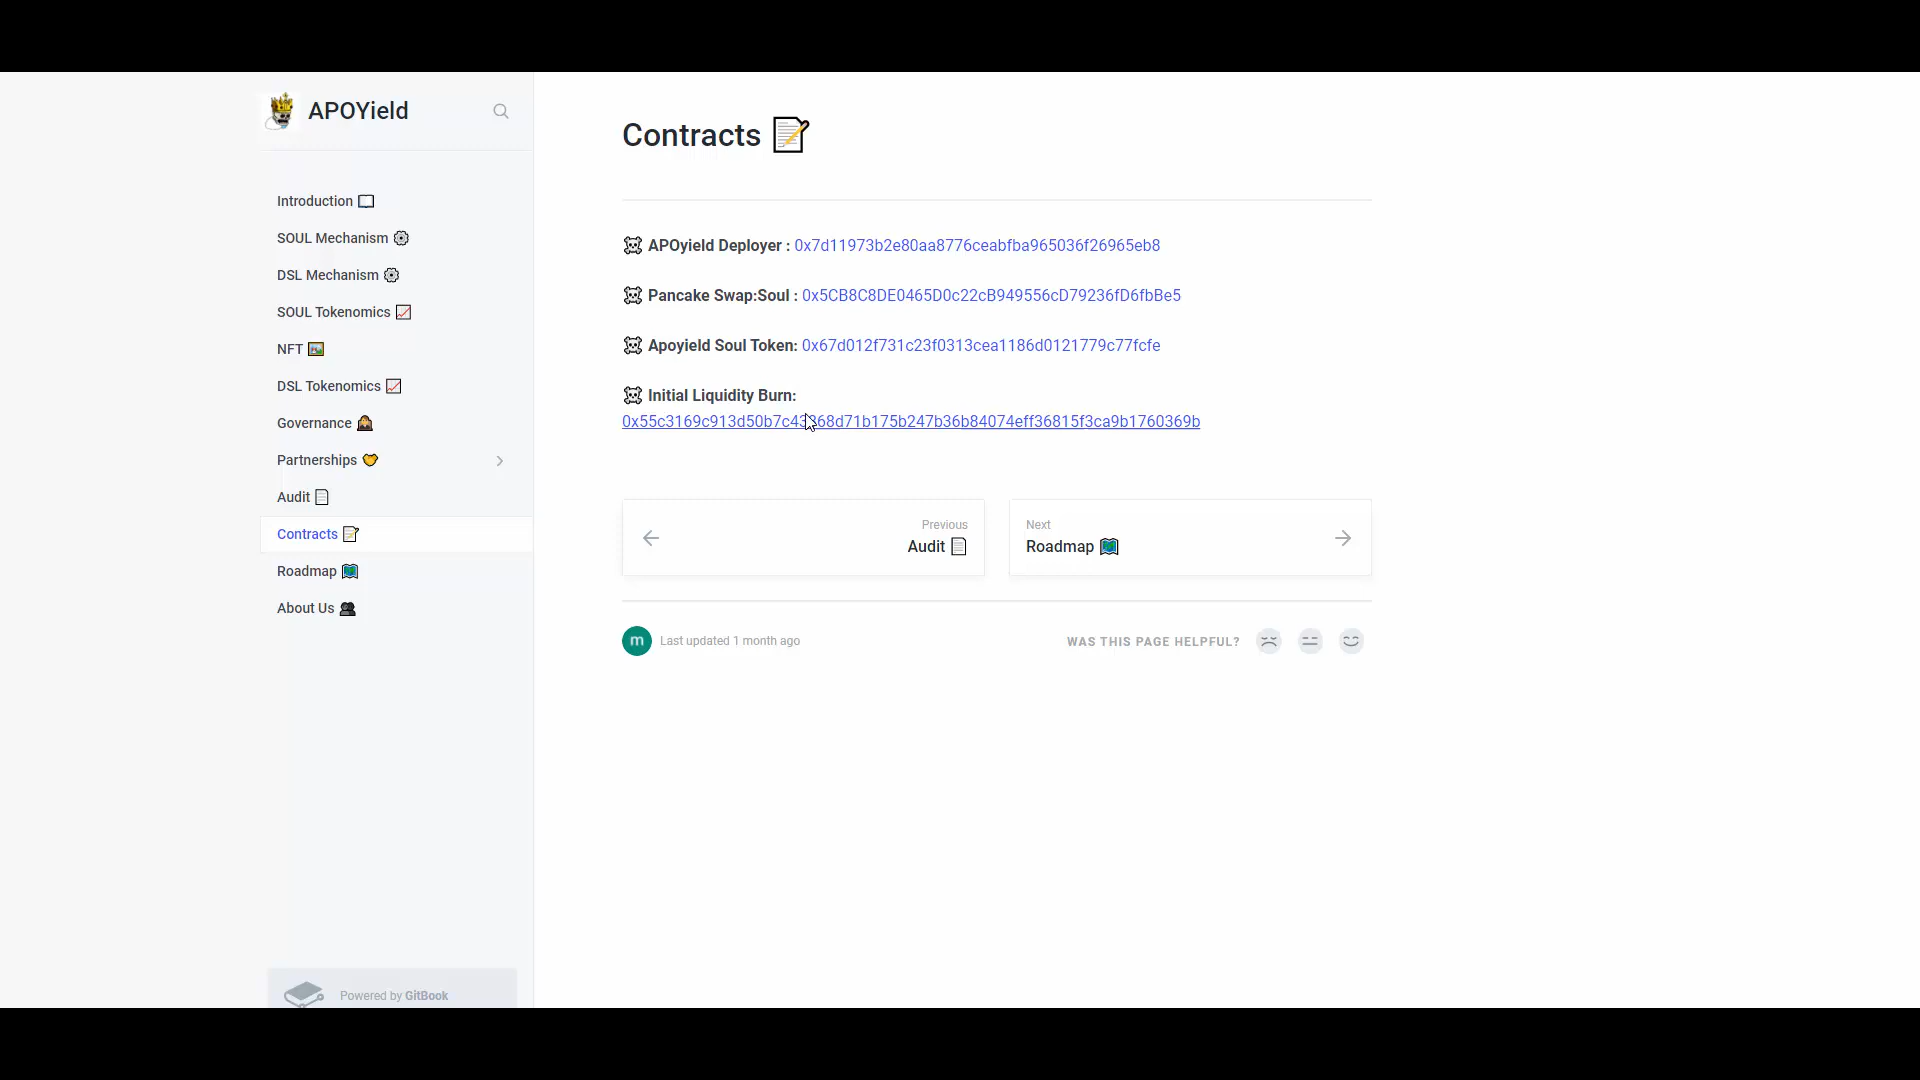 APOYield
Introduction
SOUL Mechanism
DSL Mechanism
SOUL Tokenomics
NFT
DSL Tokenomics
Governance
Partnerships
Audit
Contracts
Roadmap
About Us
Powered by GitBook
Contracts
APOyield Deployer : 0x7d11973b2e80aa8776ceabfba965036f26965eb8
Pancake Swap:Soul : 0x5CB8C8DE0465D0c22cB949556cD79236fD6fbBe5
Apoyield Soul Token: 0x67d012f731c23f0313cea1186d0121779c77fcfe
Initial Liquidity Burn:
Previous
Audit
Next
Roadmap
m
Last updated 1 month ago
WAS THIS PAGE HELPFUL?